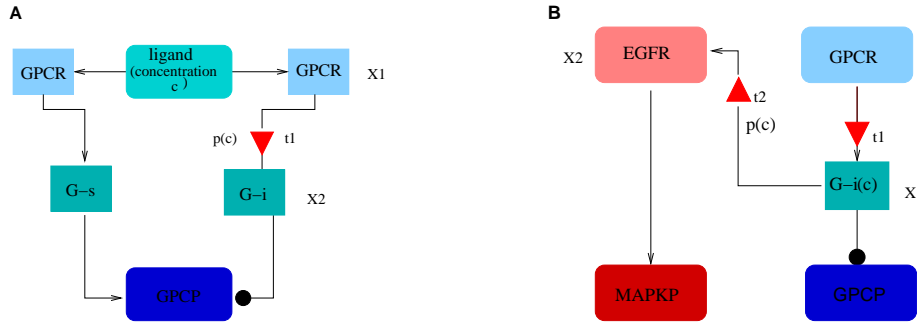 A
ligand
(concentration
c )
GPCR
GPCR
X1
p(c)
t1
G-s
G-i
X2
GPCP
B
X2
EGFR
GPCR
t2
p(c)
t1
G-i(c)
X
MAPKP
GPCP